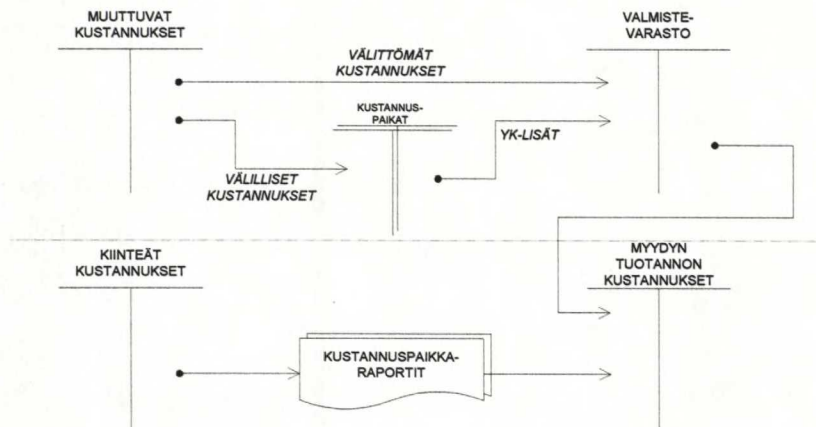 MUUTTUVAT
KUSTANNUKSET
VALMISTE-
VARASTO
VÄLITTÖMÄT
KUSTANNUKSET
KUSTANNUS-
PAIKAT
YK-LISÄT
VÄLILLISET
KUSTANNUKSET
KIINTEÄT
KUSTANNUKSET
MYYDYN
TUOTANNON
KUSTANNUKSET
KUSTANNUSPAIKKA-
RAPORTIT